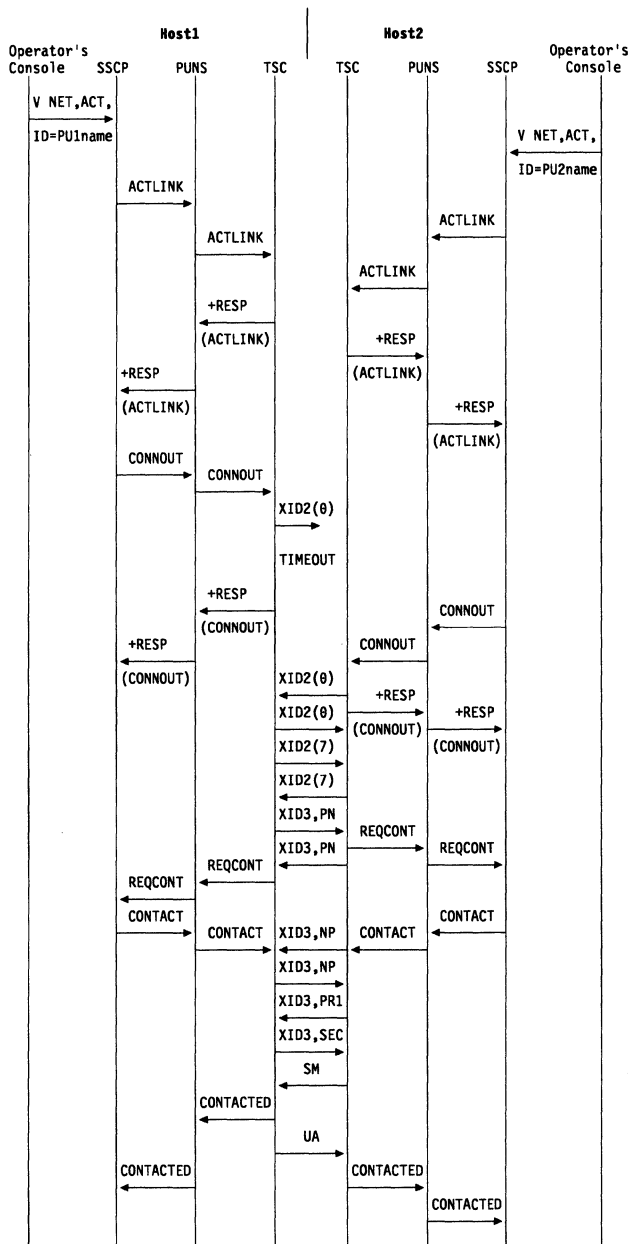 Host1 Host2
Operator's Operator's
Console SSCP PUNS TSC TSC PUNS SSCP Console
V NET,ACT,
ID=PU1name V NET,ACT,
ID=PU2name
ACTLINK
ACTLINK
ACTLINK
ACTLINK
+RESP
(ACTLINK) +RESP
+RESP (ACTLINK)
(ACTLINK) +RESP
(ACTLINK)
CONNOUT
CONNOUT
XID2(0)
TIMEOUT
+RESP
(CONNOUT) CONNOUT
+RESP CONNOUT
(CONNOUT) XID2(0)
+RESP
XID2(0) (CONNOUT) +RESP
XID2(7) (CONNOUT)
XID2(7)
XID3,PN
XID3,PN REQCONT REQCONT
REQCONT
REQCONT
CONTACT CONTACT
CONTACT XID3,NP CONTACT
XID3,NP
XID3,PR1
XID3,SEC
SM
CONTACTED
UA
CONTACTED CONTACTED
CONTACTED